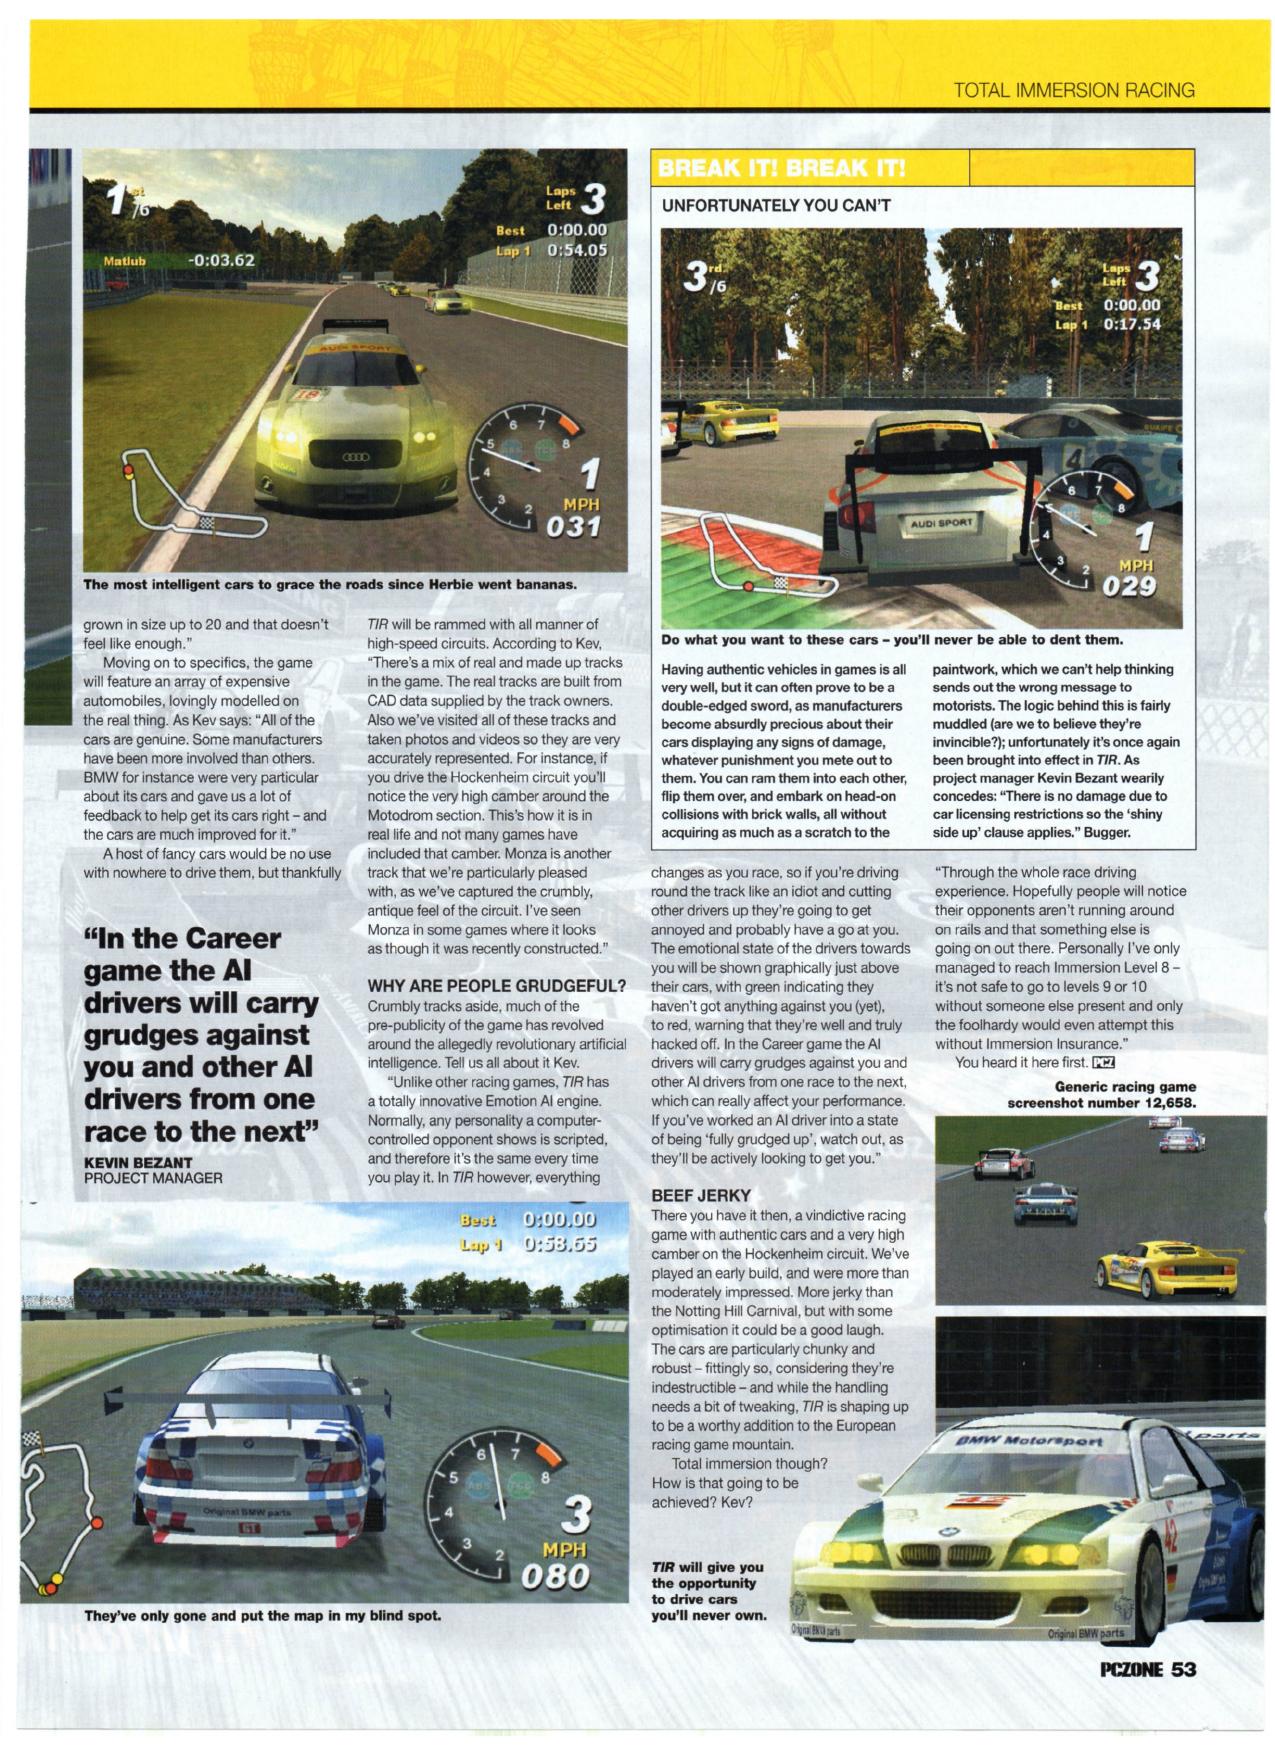 TOTAL IMMERSION RACING
1st/6
Laps Left 3
Best 0:00.00
Lap 1 0:54.05
Matlub -0:03.62
AUDI SPORT
18
2
3
4
5
6
7
8
1
MPH
031
The most intelligent cars to grace the roads since Herbie went bananas.
grown in size up to 20 and that doesn't
feel like enough."
Moving on to specifics, the game
will feature an array of expensive
automobiles, lovingly modelled on
the real thing. As Kev says: "All of the
cars are genuine. Some manufacturers
have been more involved than others.
BMW for instance were very particular
about its cars and gave us a lot of
feedback to help get its cars right – and
the cars are much improved for it."
A host of fancy cars would be no use
with nowhere to drive them, but thankfully
"In the Career
game the AI
drivers will carry
grudges against
you and other AI
drivers from one
race to the next"
KEVIN BEZANT
PROJECT MANAGER
TIR will be rammed with all manner of
high-speed circuits. According to Kev,
"There's a mix of real and made up tracks
in the game. The real tracks are built from
CAD data supplied by the track owners.
Also we've visited all of these tracks and
taken photos and videos so they are very
accurately represented. For instance, if
you drive the Hockenheim circuit you'll
notice the very high camber around the
Motodrom section. This's how it is in
real life and not many games have
included that camber. Monza is another
track that we're particularly pleased
with, as we've captured the crumbly,
antique feel of the circuit. I've seen
Monza in some games where it looks
as though it was recently constructed."
WHY ARE PEOPLE GRUDGEFUL?
Crumbly tracks aside, much of the
pre-publicity of the game has revolved
around the allegedly revolutionary artificial
intelligence. Tell us all about it Kev.
"Unlike other racing games, TIR has
a totally innovative Emotion AI engine.
Normally, any personality a computer-
controlled opponent shows is scripted,
and therefore it's the same every time
you play it. In TIR however, everything
Best 0:00.00
Lap 1 0:58.65
Original BMW parts
GT
2
3
4
5
6
7
8
3
MPH
080
They've only gone and put the map in my blind spot.
BREAK IT! BREAK IT!
UNFORTUNATELY YOU CAN'T
3rd/6
Laps Left 3
Best 0:00.00
Lap 1 0:17.54
AUDI SPORT
AUDI SPORT
4
2
4
6
7
8
1
MPH
029
Do what you want to these cars – you'll never be able to dent them.
Having authentic vehicles in games is all
very well, but it can often prove to be a
double-edged sword, as manufacturers
become absurdly precious about their
cars displaying any signs of damage,
whatever punishment you mete out to
them. You can ram them into each other,
flip them over, and embark on head-on
collisions with brick walls, all without
acquiring as much as a scratch to the
paintwork, which we can't help thinking
sends out the wrong message to
motorists. The logic behind this is fairly
muddled (are we to believe they're
invincible?); unfortunately it's once again
been brought into effect in TIR. As
project manager Kevin Bezant wearily
concedes: "There is no damage due to
car licensing restrictions so the 'shiny
side up' clause applies." Bugger.
changes as you race, so if you're driving
round the track like an idiot and cutting
other drivers up they're going to get
annoyed and probably have a go at you.
The emotional state of the drivers towards
you will be shown graphically just above
their cars, with green indicating they
haven't got anything against you (yet),
to red, warning that they're well and truly
hacked off. In the Career game the AI
drivers will carry grudges against you and
other AI drivers from one race to the next,
which can really affect your performance.
If you've worked an AI driver into a state
of being 'fully grudged up', watch out, as
they'll be actively looking to get you."
BEEF JERKY
There you have it then, a vindictive racing
game with authentic cars and a very high
camber on the Hockenheim circuit. We've
played an early build, and were more than
moderately impressed. More jerky than
the Notting Hill Carnival, but with some
optimisation it could be a good laugh.
The cars are particularly chunky and
robust – fittingly so, considering they're
indestructible – and while the handling
needs a bit of tweaking, TIR is shaping up
to be a worthy addition to the European
racing game mountain.
Total immersion though?
How is that going to be
achieved? Kev?
"Through the whole race driving
experience. Hopefully people will notice
their opponents aren't running around
on rails and that something else is
going on out there. Personally I've only
managed to reach Immersion Level 8 –
it's not safe to go to levels 9 or 10
without someone else present and only
the foolhardy would even attempt this
without Immersion Insurance."
You heard it here first. PCZ
Generic racing game
screenshot number 12,658.
TIR will give you
the opportunity
to drive cars
you'll never own.
BMW Motorsport
parts
42
42
Original BMW parts
Original BMW parts
PCZONE 53